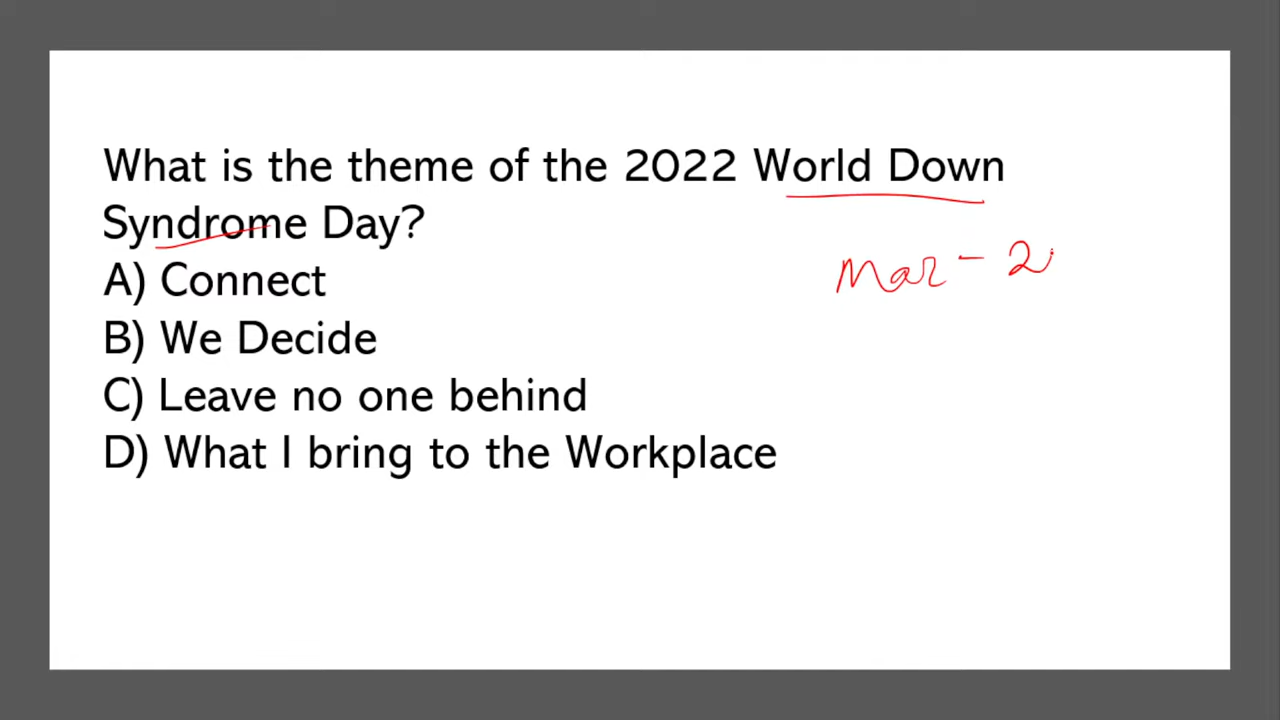 What is the theme of the 2022 World Down
Syndrome Day?
Mar - 2
A) Connect
B) We Decide
C) Leave no one behind
D) What I bring to the Workplace